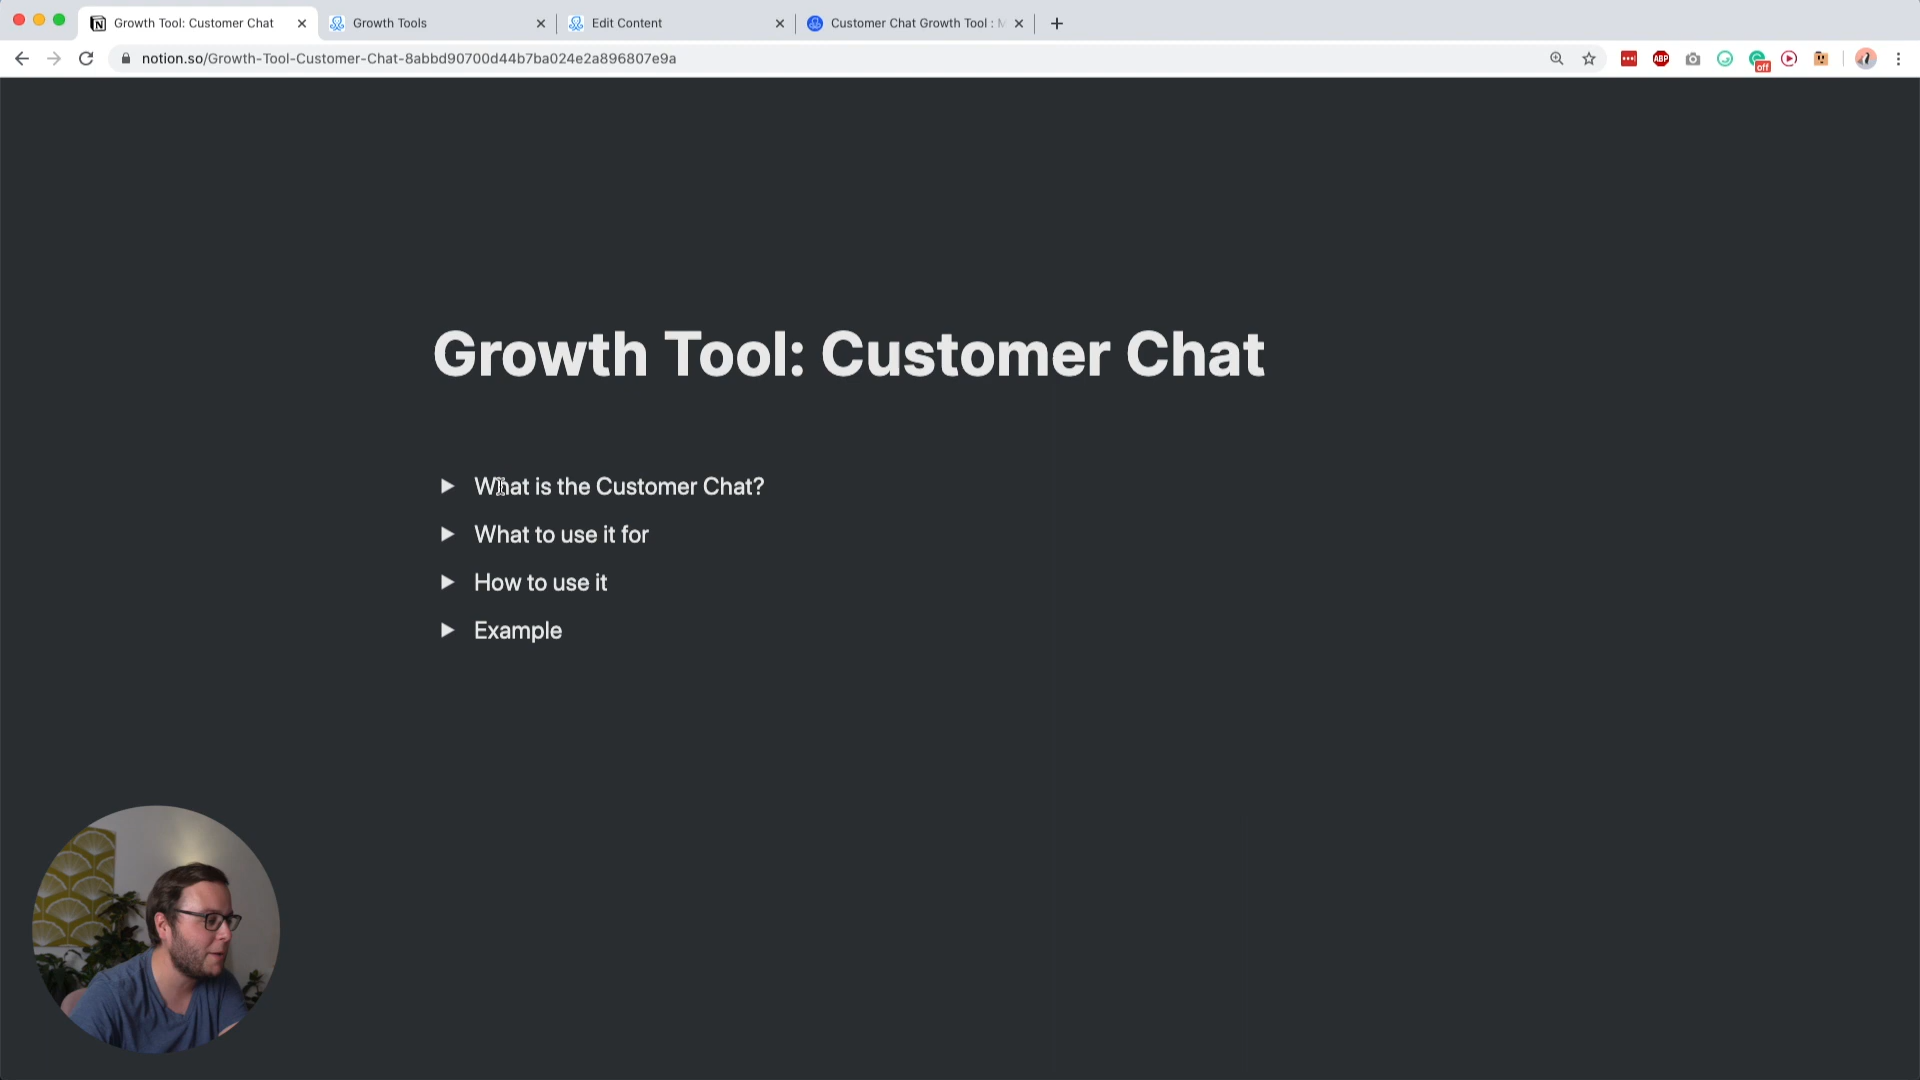 Growth Tool: Customer Chat
Growth Tools
Edit Content
Customer Chat Growth Tool :
notion.so/Growth-Tool-Customer-Chat-8abbd90700d44b7ba024e2a896807e9a
ABP
off
Growth Tool: Customer Chat
What is the Customer Chat?
What to use it for
How to use it
Example